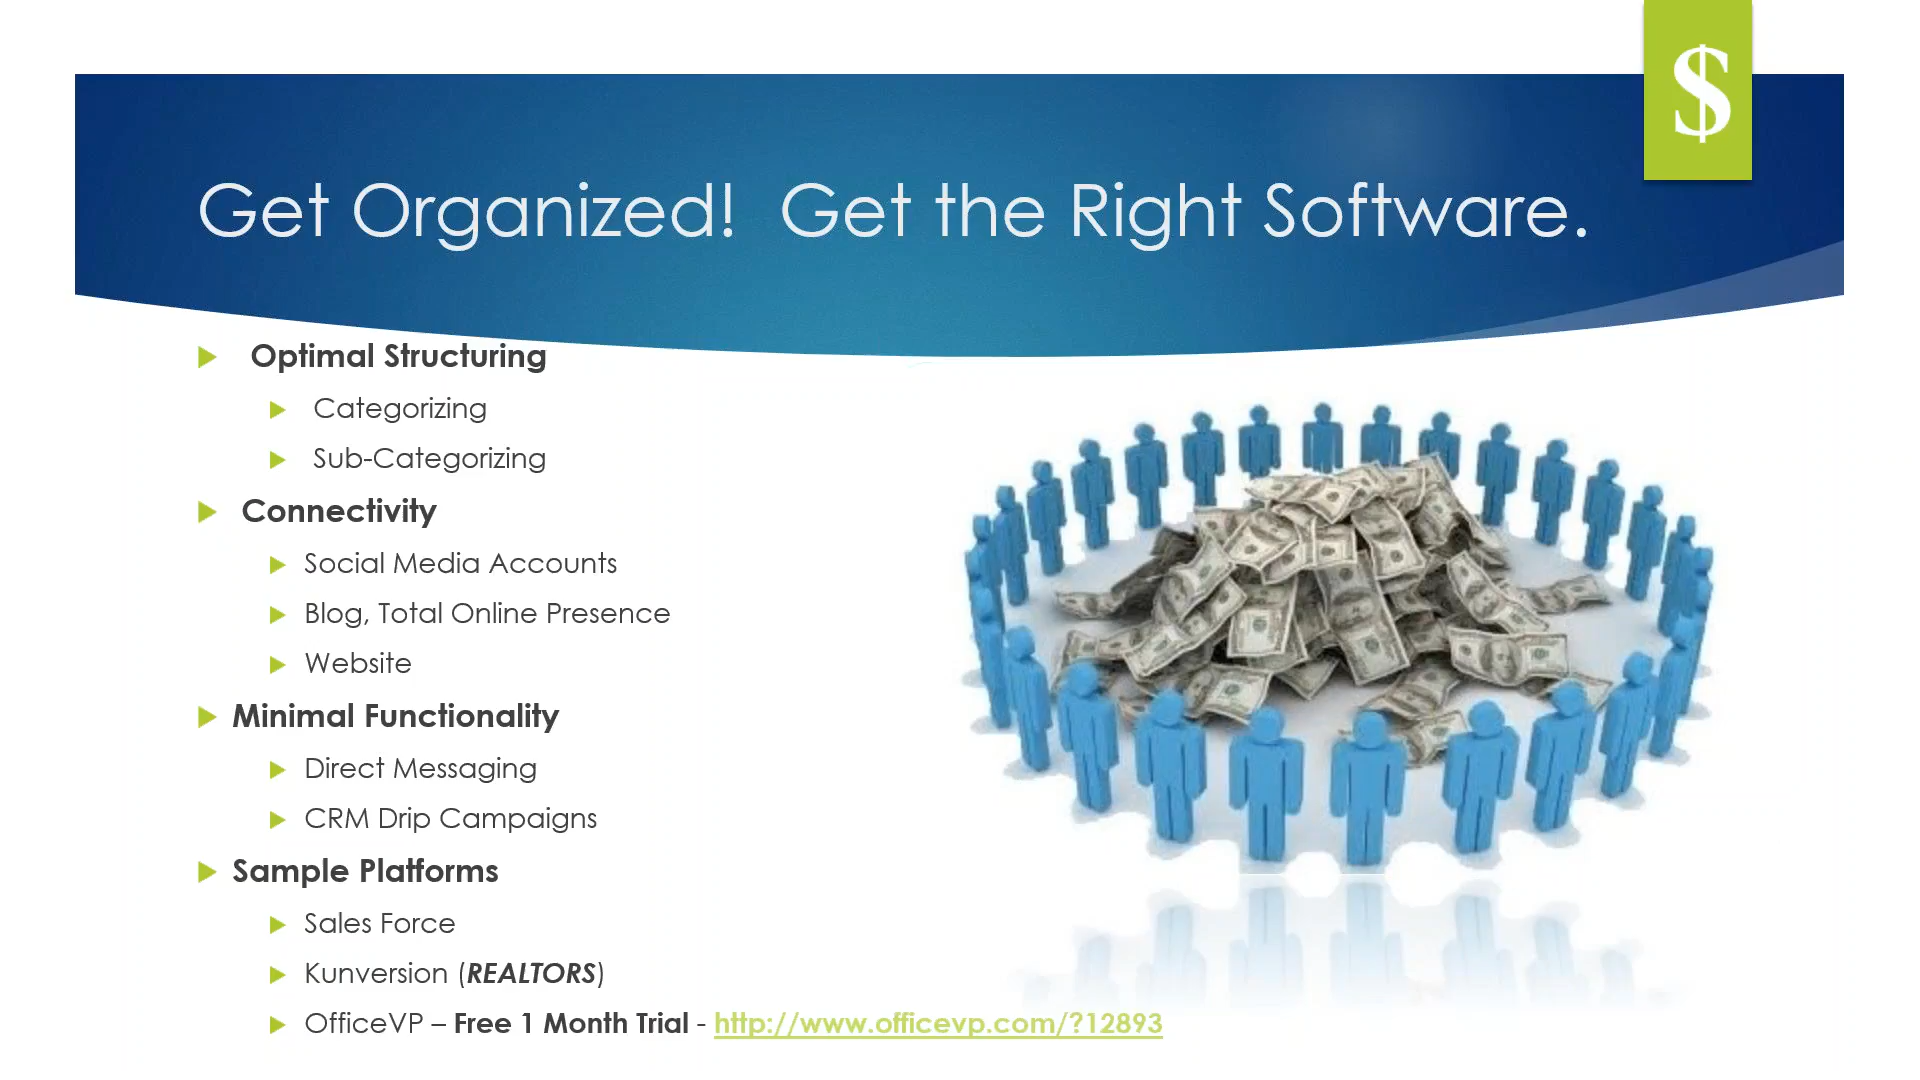 $
Get Organized!  Get the Right Software.
Optimal Structuring
Categorizing
Sub-Categorizing
Connectivity
Social Media Accounts
Blog, Total Online Presence
Website
Minimal Functionality
Direct Messaging
CRM Drip Campaigns
Sample Platforms
Sales Force
Kunversion (REALTORS)
OfficeVP – Free 1 Month Trial - http://www.officevp.com/?12893